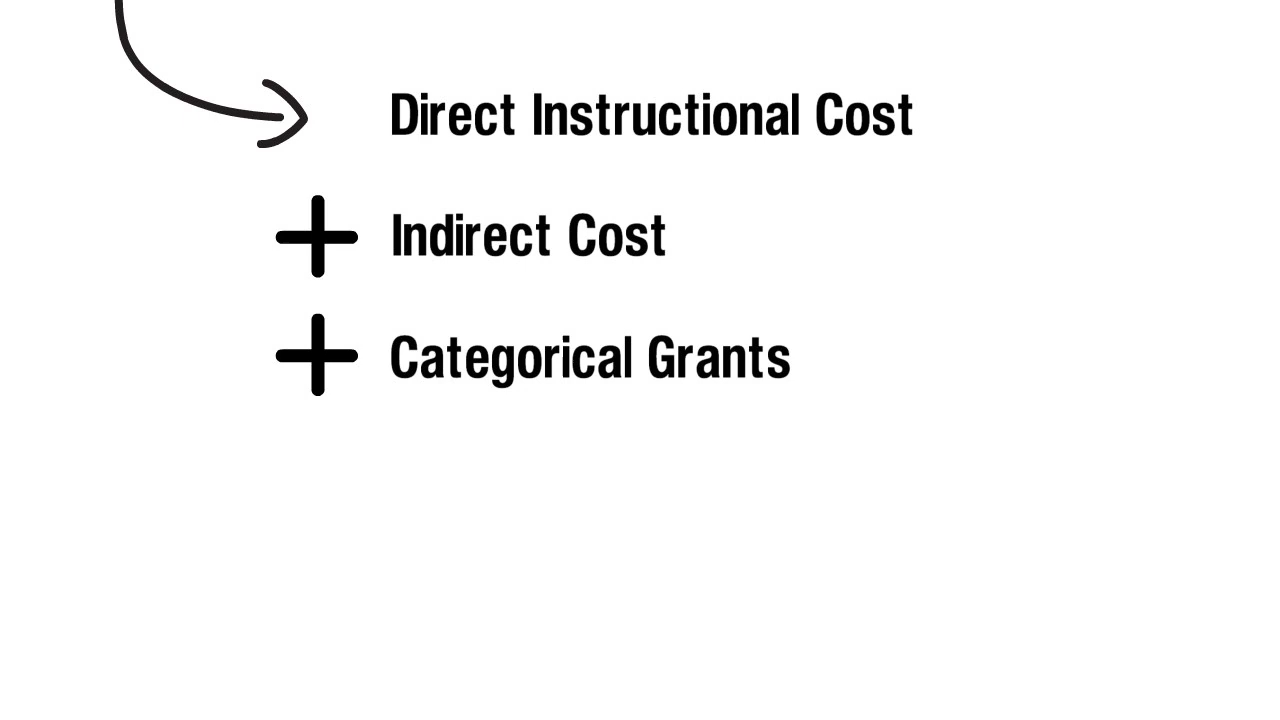 Direct Instructional Cost
+ Indirect Cost
+ Categorical Grants